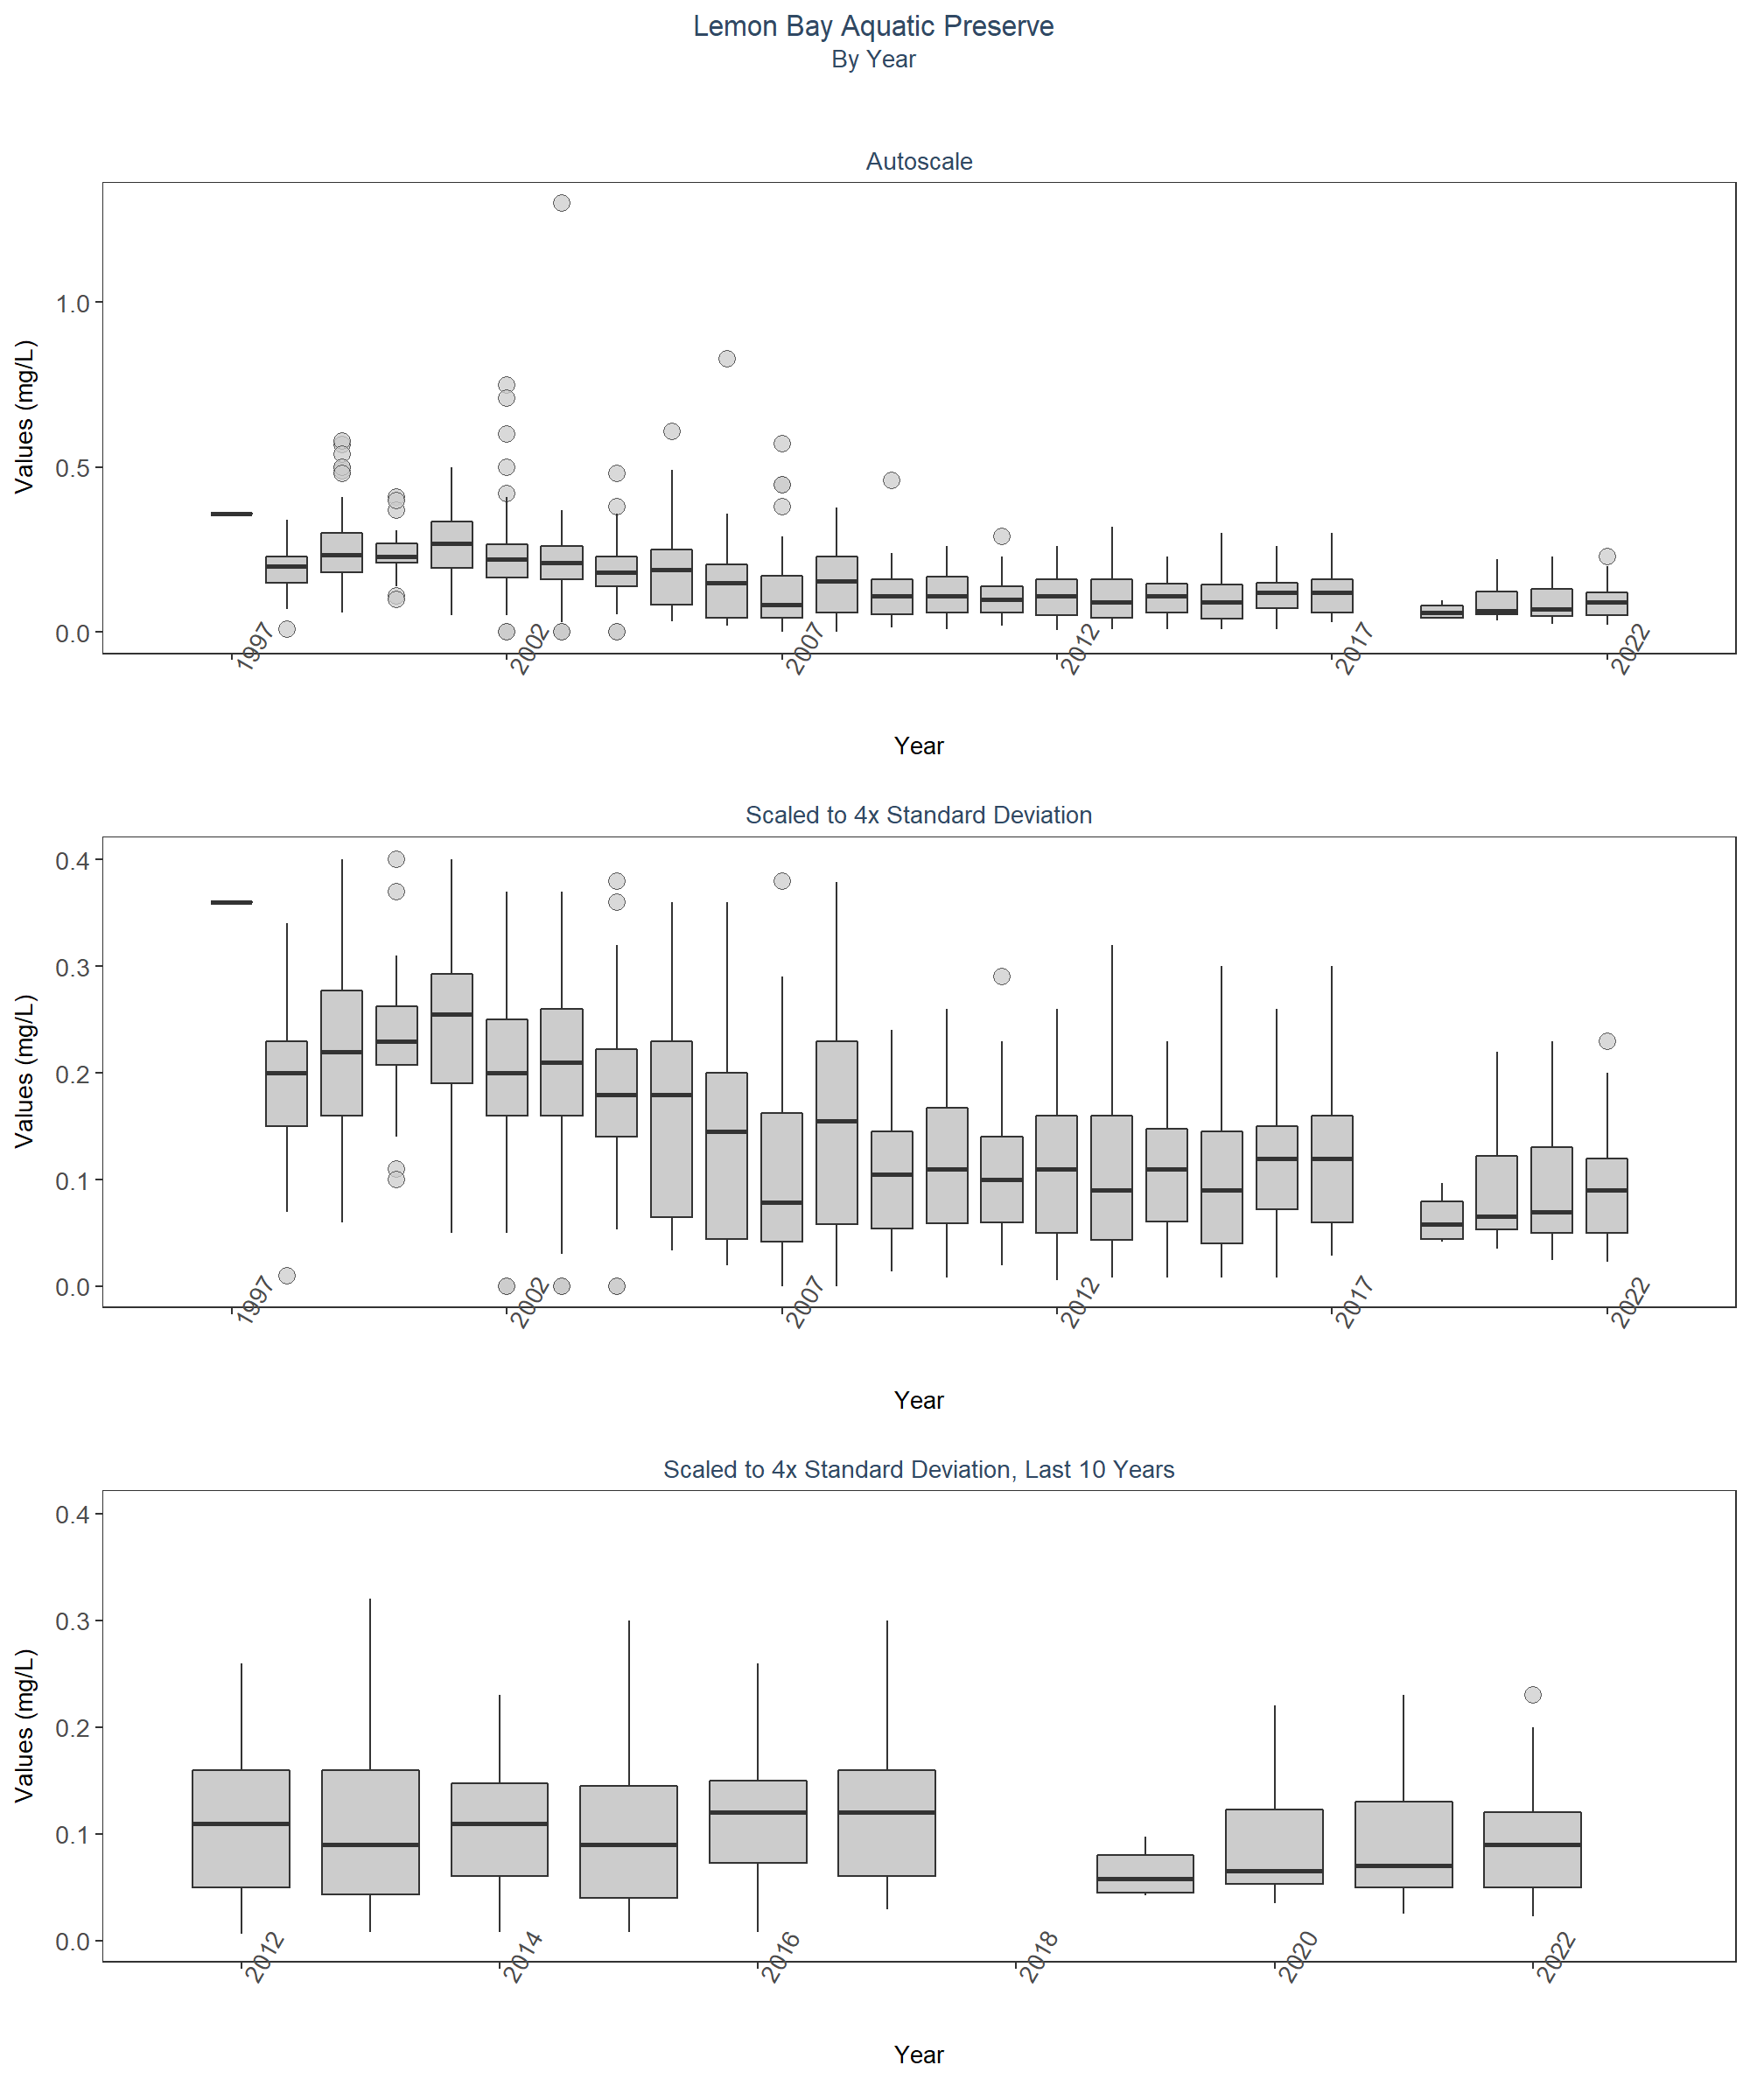 Lemon Bay Aquatic Preserve
By Year
Autoscale
Values (mg/L)
1.0
0.5
0.0
1997 2002 2007 2012 2017 2022
Year
Scaled to 4x Standard Deviation
Values (mg/L)
0.4
0.3
0.2
0.1
0.0
1997 2002 2007 2012 2017 2022
Year
Scaled to 4x Standard Deviation, Last 10 Years
Values (mg/L)
0.4
0.3
0.2
0.1
0.0
2012 2014 2016 2018 2020 2022
Year